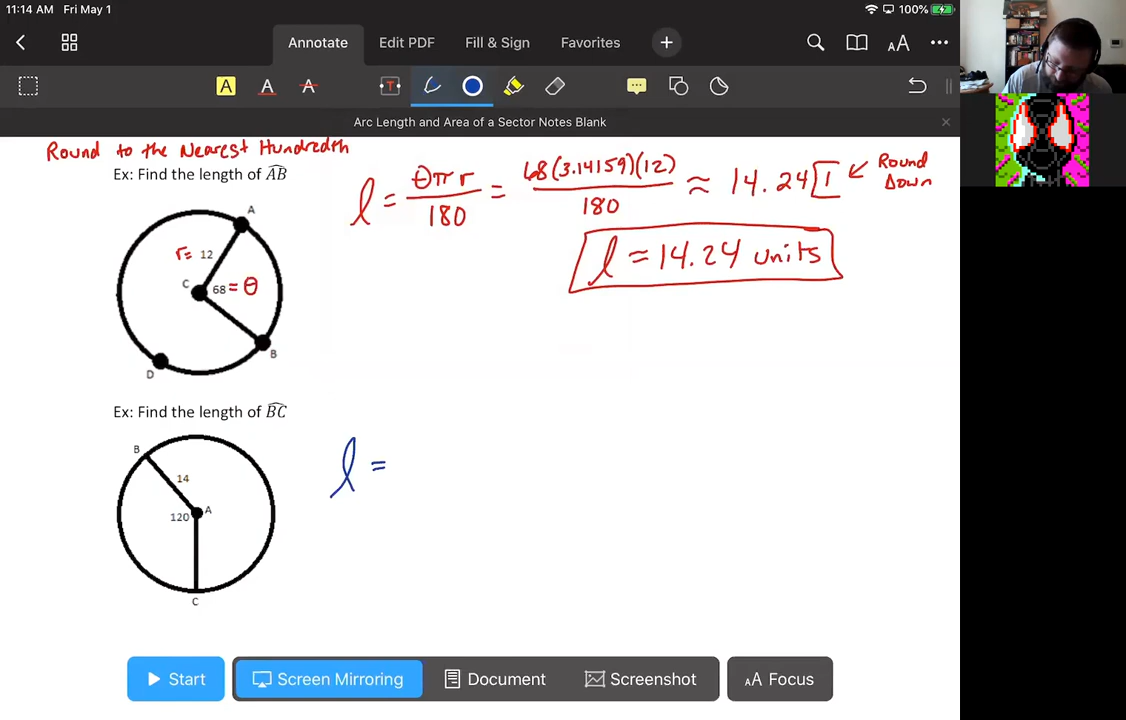 11:14 AM Fri May 1 100%
Annotate Edit PDF Fill & Sign Favorites + AA
A A A T
Arc Length and Area of a Sector Notes Blank ×
Round to the Nearest Hundredth
Ex: Find the length of AB
l = θπr/180 = 68(3.14159)(12)/180 ≈ 14.241 ← Round Down
l ≈ 14.24 units
A
r= 12
C 68 = θ
B
D
Ex: Find the length of BC
B
14
A
120
C
l =
Start Screen Mirroring Document Screenshot AA Focus